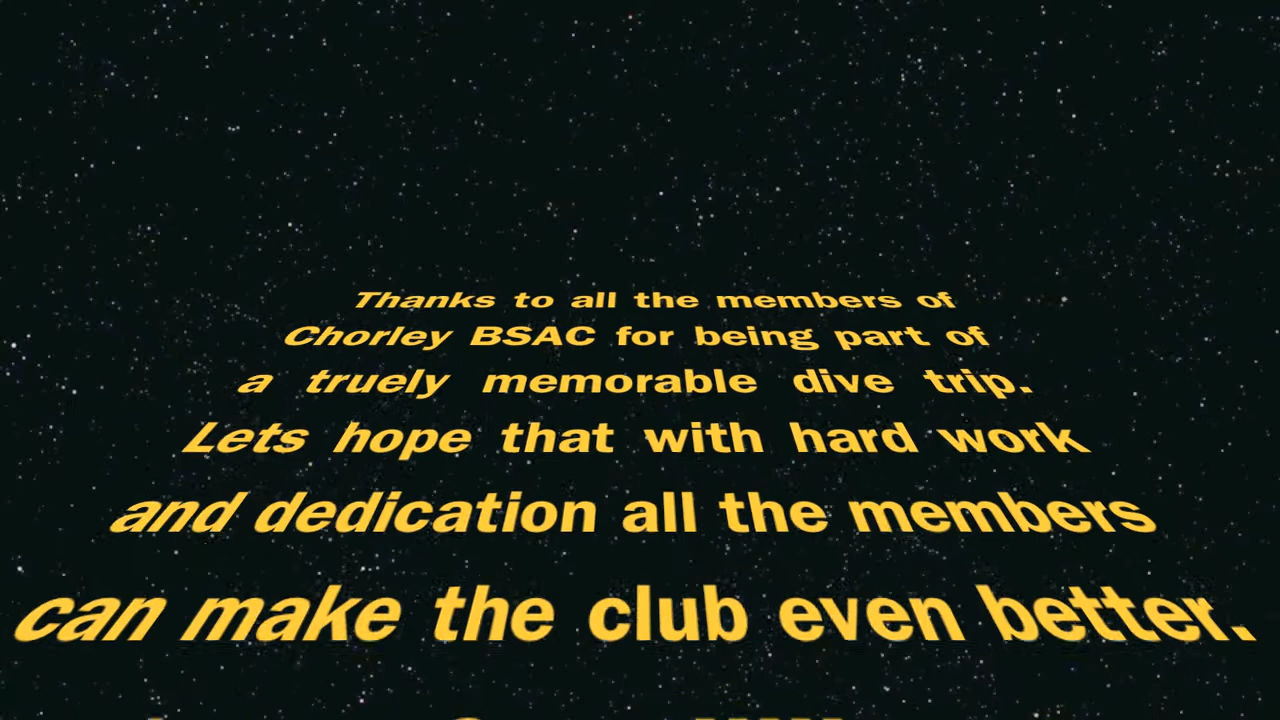 Thanks to all the members of
Chorley BSAC for being part of
a truely memorable dive trip.
Lets hope that with hard work
and dedication all the members
can make the club even better.